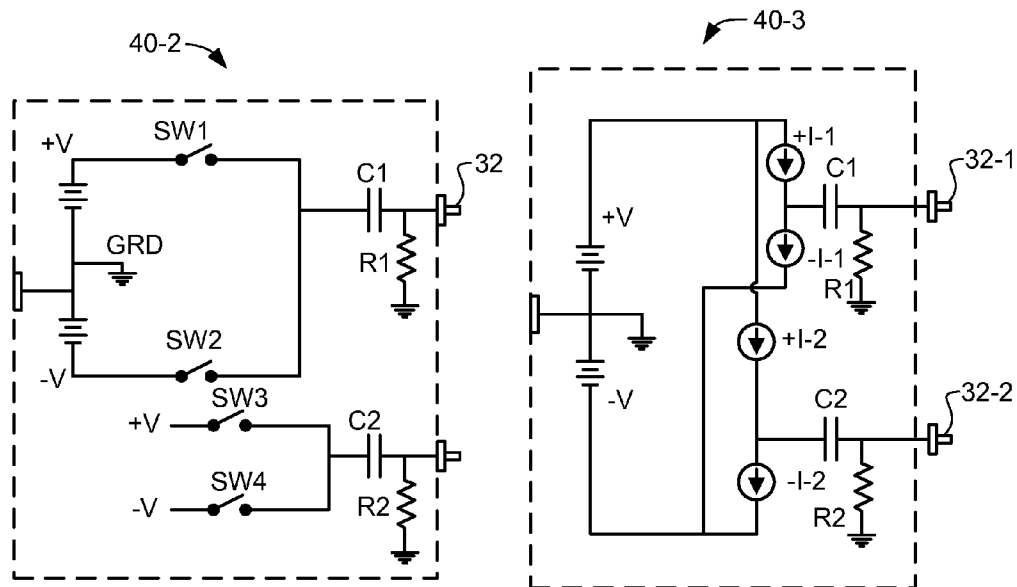 40-2
+V
SW1
C1
32
GRD
R1
SW2
-V
SW3
+V
C2
SW4
-V
R2
40-3
+I-1
C1
32-1
+V
-I-1
R1
+I-2
-V
C2
32-2
-I-2
R2